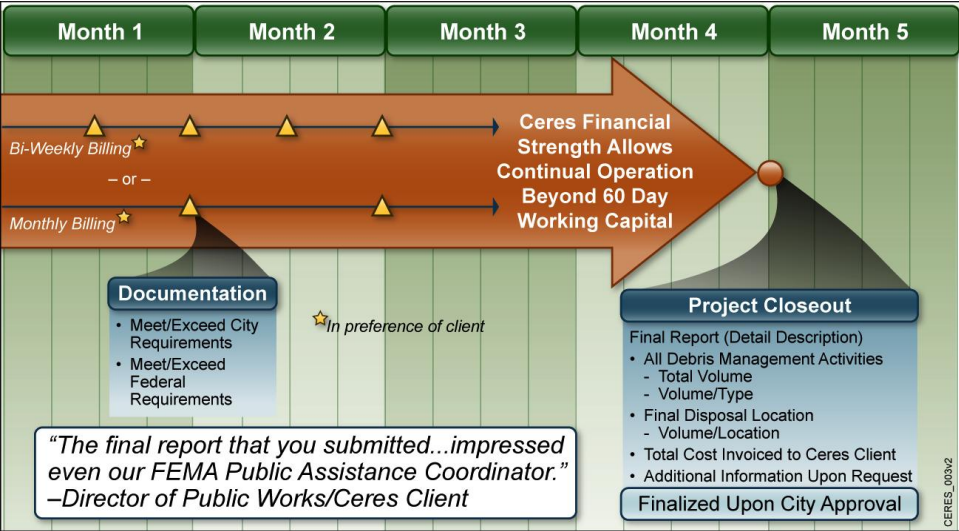 Month 1
Month 2
Month 3
Month 4
Month 5
Bi-Weekly Billing
– or –
Monthly Billing
Ceres Financial
Strength Allows
Continual Operation
Beyond 60 Day
Working Capital
Documentation
• Meet/Exceed City
Requirements
• Meet/Exceed
Federal
Requirements
In preference of client
Project Closeout
Final Report (Detail Description)
• All Debris Management Activities
- Total Volume
- Volume/Type
• Final Disposal Location
- Volume/Location
• Total Cost Invoiced to Ceres Client
• Additional Information Upon Request
Finalized Upon City Approval
“The final report that you submitted...impressed
even our FEMA Public Assistance Coordinator.”
–Director of Public Works/Ceres Client
CERES_003v2